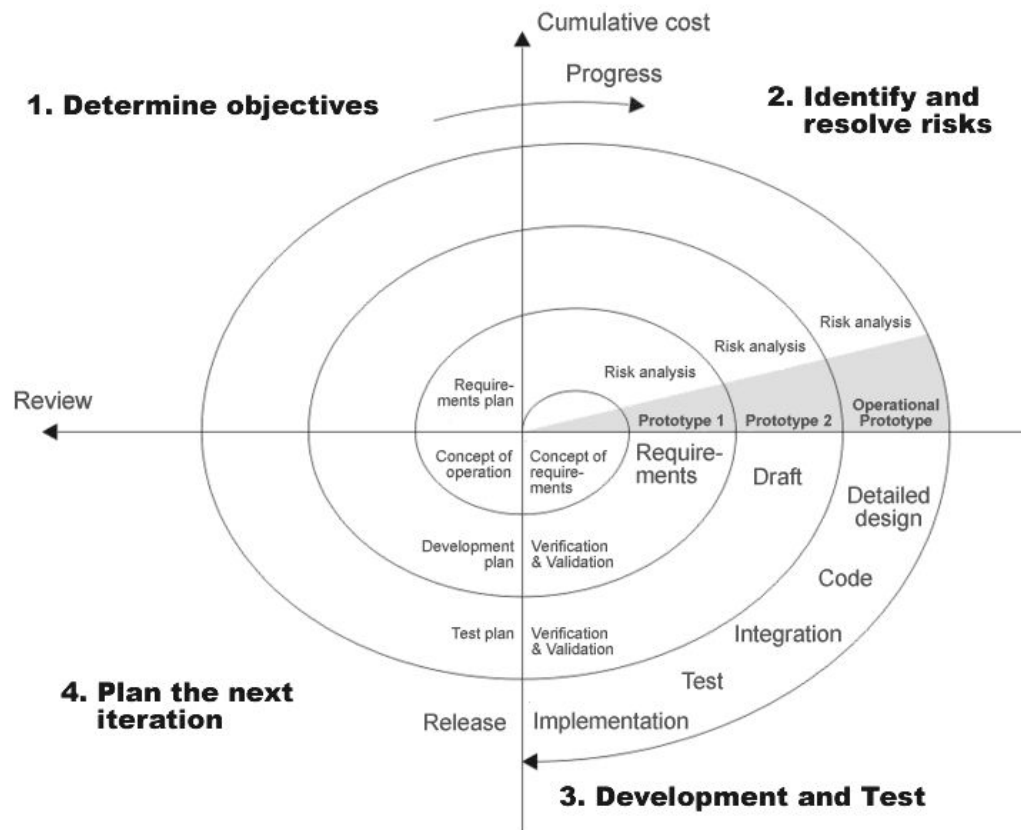 Cumulative cost
Progress
1. Determine objectives
2. Identify and
resolve risks
Risk analysis
Risk analysis
Risk analysis
Require-
ments plan
Review
Prototype 1
Prototype 2
Operational
Prototype
Concept of
operation
Concept of
require-
ments
Require-
ments
Draft
Detailed
design
Development
plan
Verification
& Validation
Code
Test plan
Verification
& Validation
Integration
Test
4. Plan the next
iteration
Release
Implementation
3. Development and Test